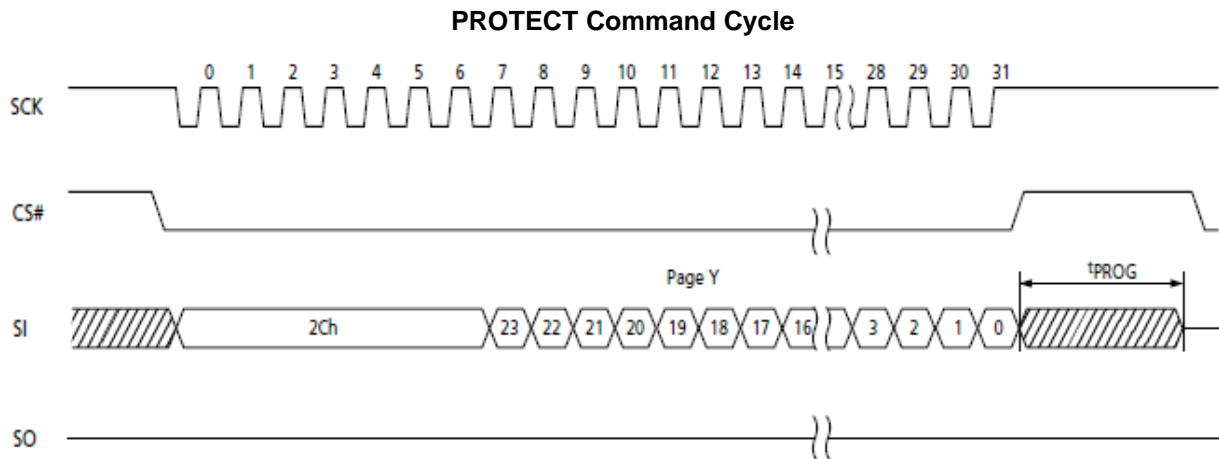 PROTECT Command Cycle
0 1 2 3 4 5 6 7 8 9 10 11 12 13 14 15 28 29 30 31
SCK
CS#
Page Y
tPROG
SI 2Ch 23 22 21 20 19 18 17 16 3 2 1 0
SO